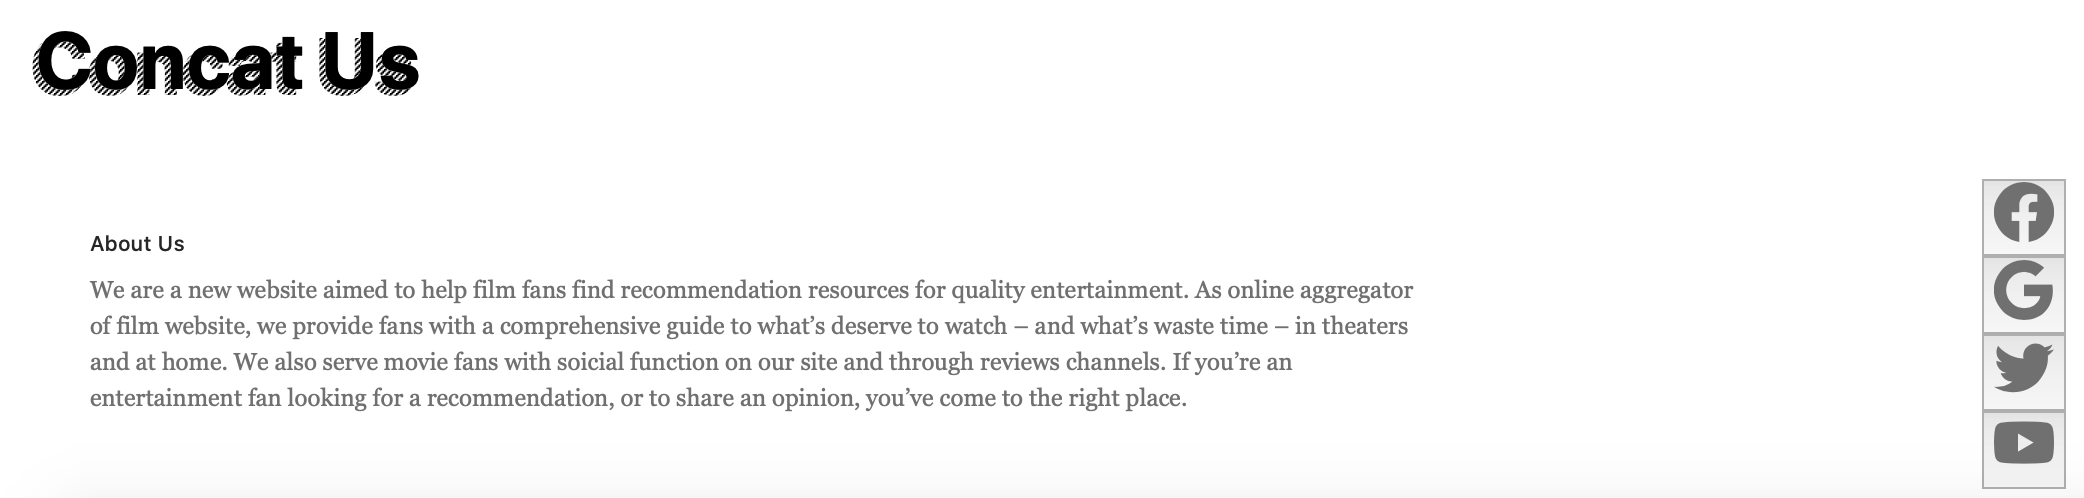 Concat Us
About Us
We are a new website aimed to help film fans find recommendation resources for quality entertainment. As online aggregator
of film website, we provide fans with a comprehensive guide to what’s deserve to watch – and what’s waste time – in theaters
and at home. We also serve movie fans with soicial function on our site and through reviews channels. If you’re an
entertainment fan looking for a recommendation, or to share an opinion, you’ve come to the right place.